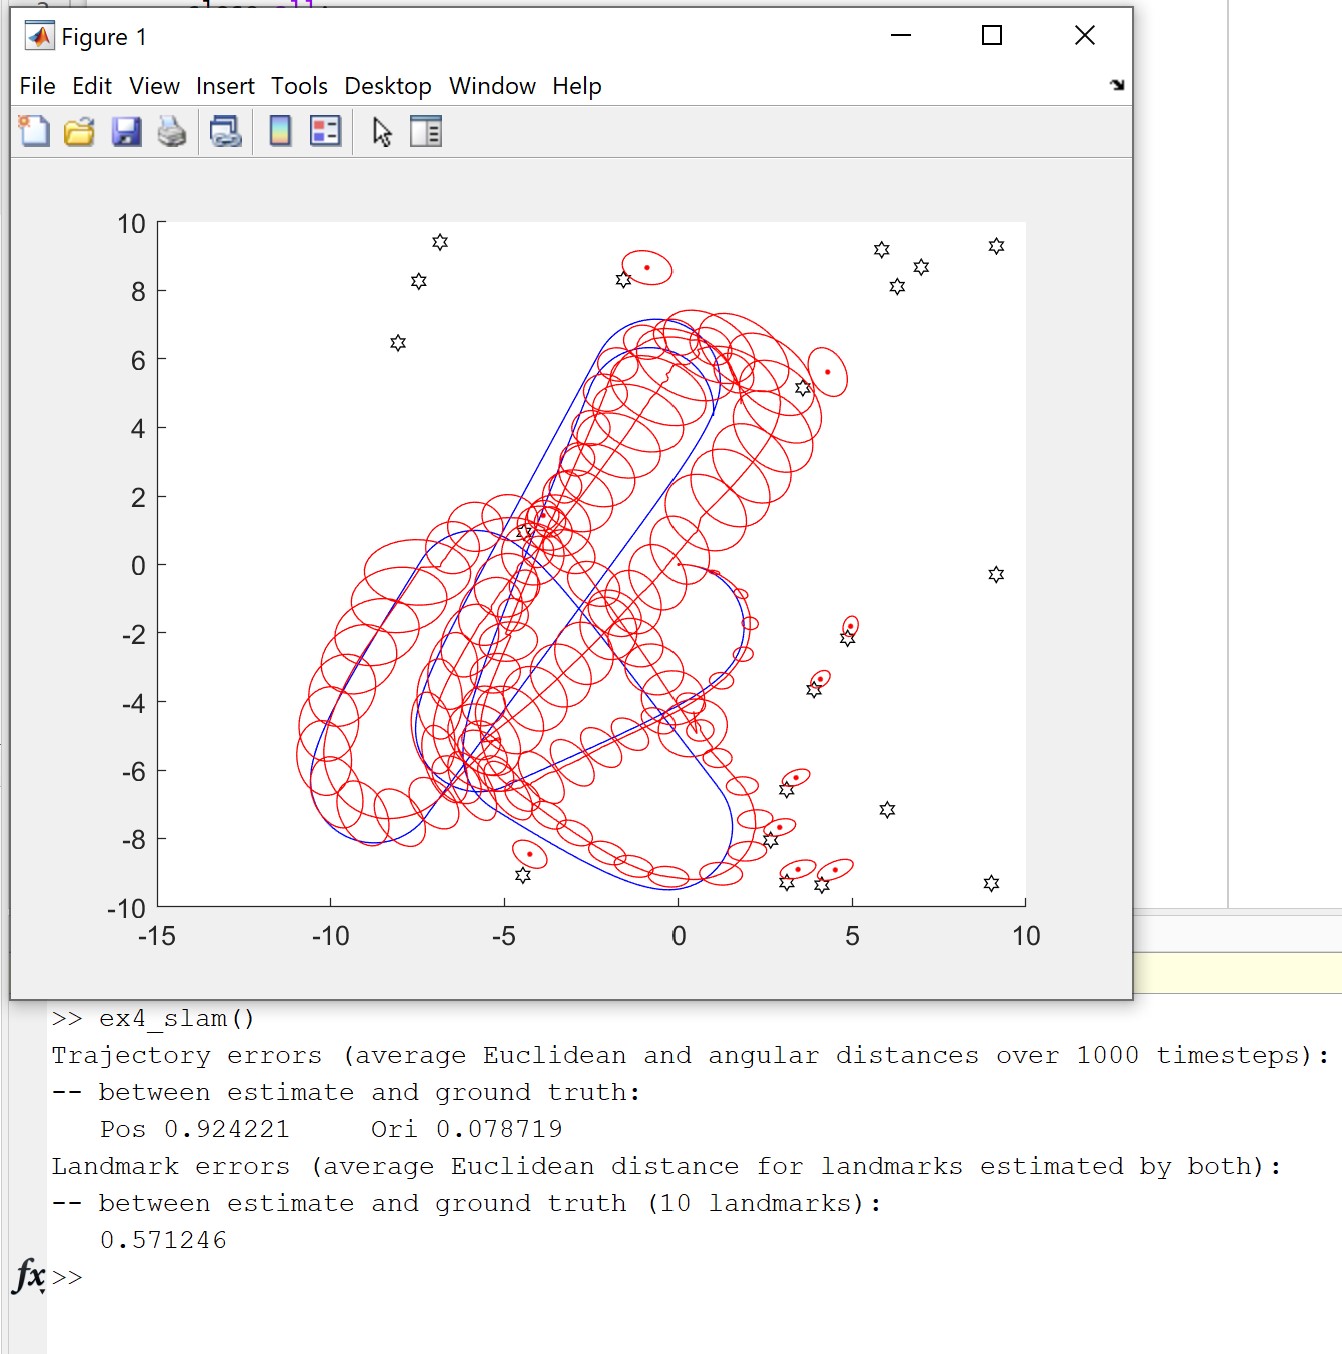 close all;
Figure 1
File Edit View Insert Tools Desktop Window Help
10
8
6
4
2
0
-2
-4
-6
-8
-10
-15 -10 -5 0 5 10
>> ex4_slam()
Trajectory errors (average Euclidean and angular distances over 1000 timesteps):
-- between estimate and ground truth:
Pos 0.924221 Ori 0.078719
Landmark errors (average Euclidean distance for landmarks estimated by both):
-- between estimate and ground truth (10 landmarks):
0.571246
fx >>